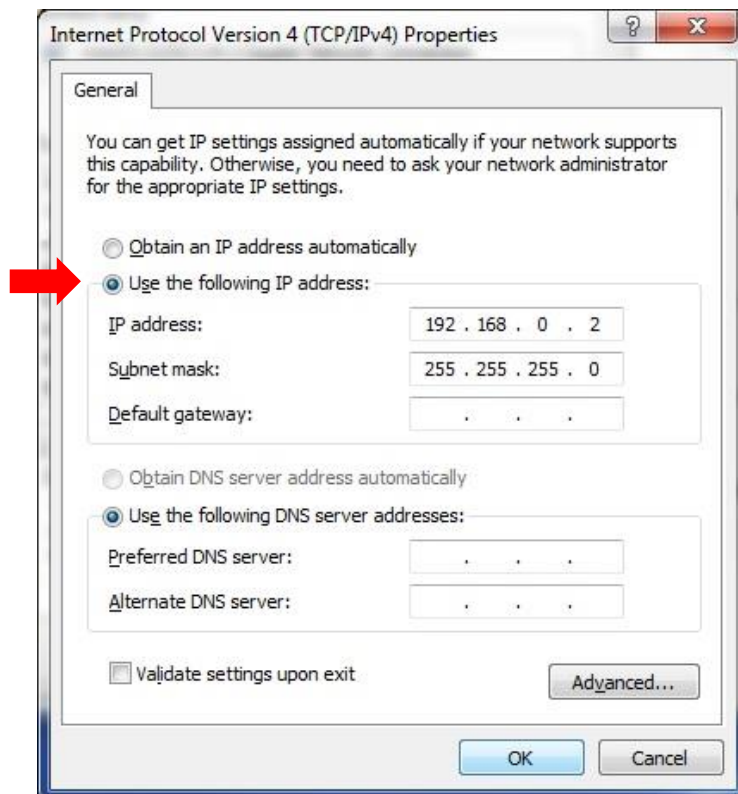 Internet Protocol Version 4 (TCP/IPv4) Properties
General
You can get IP settings assigned automatically if your network supports
this capability. Otherwise, you need to ask your network administrator
for the appropriate IP settings.
Obtain an IP address automatically
Use the following IP address:
IP address: 192 . 168 . 0 . 2
Subnet mask: 255 . 255 . 255 . 0
Default gateway: . . .
Obtain DNS server address automatically
Use the following DNS server addresses:
Preferred DNS server: . . .
Alternate DNS server: . . .
Validate settings upon exit
Advanced...
OK Cancel